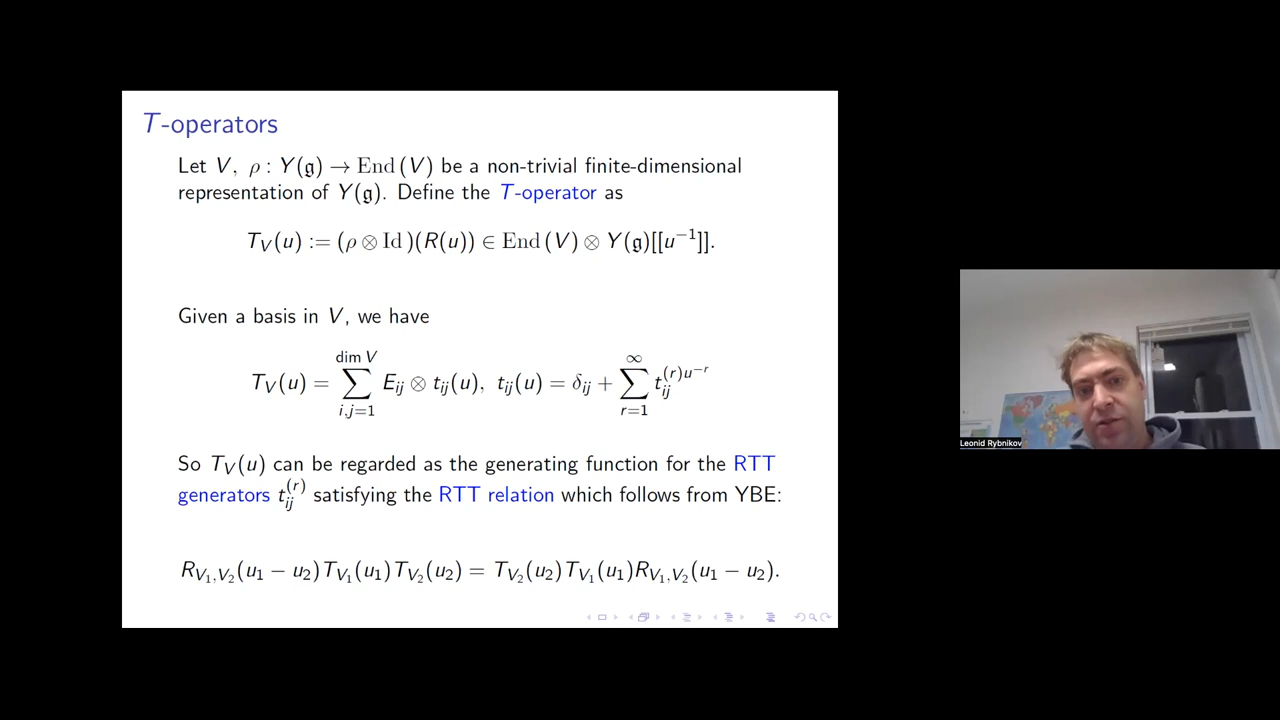 T-operators
Let V, ρ : Y(𝔤) → End (V) be a non-trivial finite-dimensional
representation of Y(𝔤). Define the T-operator as
T_V(u) := (ρ ⊗ Id )(R(u)) ∈ End (V) ⊗ Y(𝔤)[[u^{−1}]].
Given a basis in V, we have
T_V(u) = ∑_{i,j=1}^{dim V} E_{ij} ⊗ t_{ij}(u), t_{ij}(u) = δ_{ij} + ∑_{r=1}^{∞} t_{ij}^{(r)u^{−r}}
So T_V(u) can be regarded as the generating function for the RTT
generators t_{ij}^{(r)} satisfying the RTT relation which follows from YBE:
R_{V_1,V_2}(u_1 − u_2)T_{V_1}(u_1)T_{V_2}(u_2) = T_{V_2}(u_2)T_{V_1}(u_1)R_{V_1,V_2}(u_1 − u_2).
Leonid Rybnikov